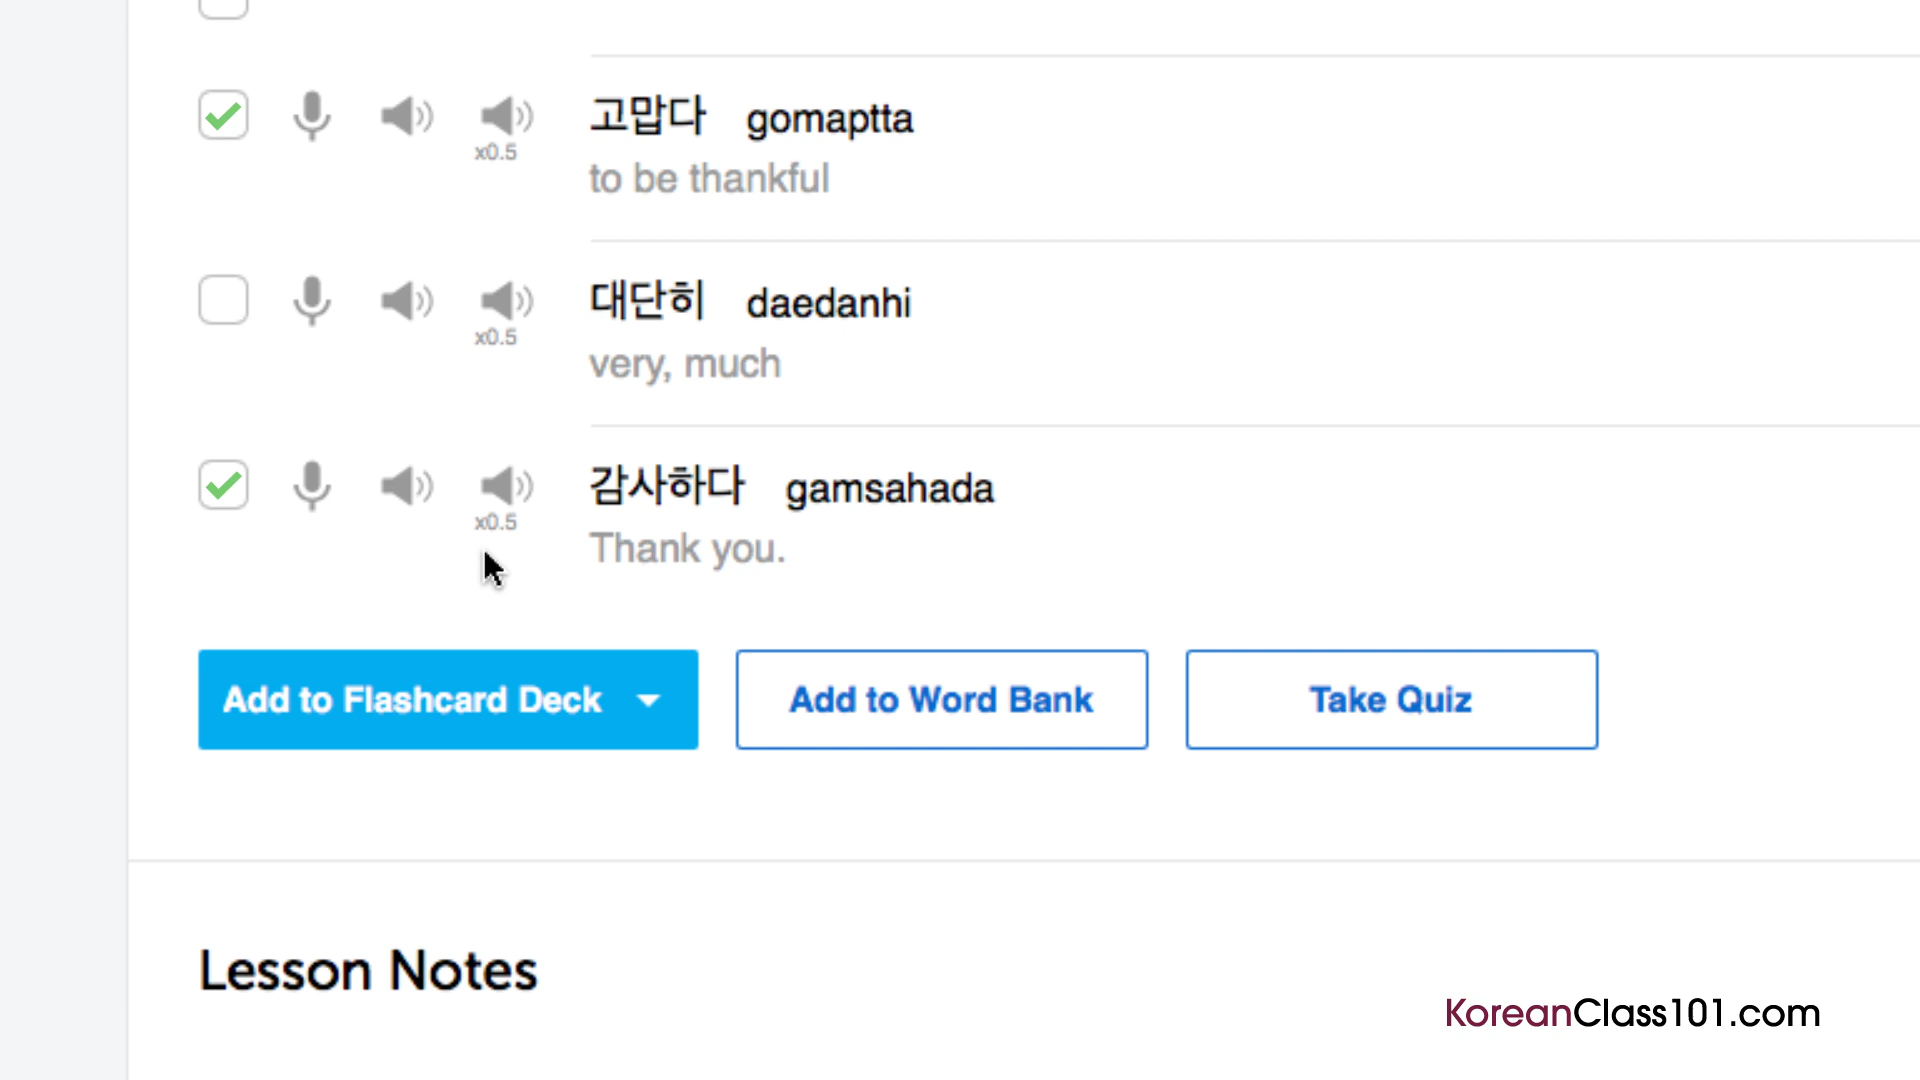 고맙다 gomaptta
x0.5
to be thankful
대단히 daedanhi
x0.5
very, much
감사하다 gamsahada
x0.5
Thank you.
Add to Flashcard Deck
Add to Word Bank
Take Quiz
Lesson Notes
KoreanClass101.com